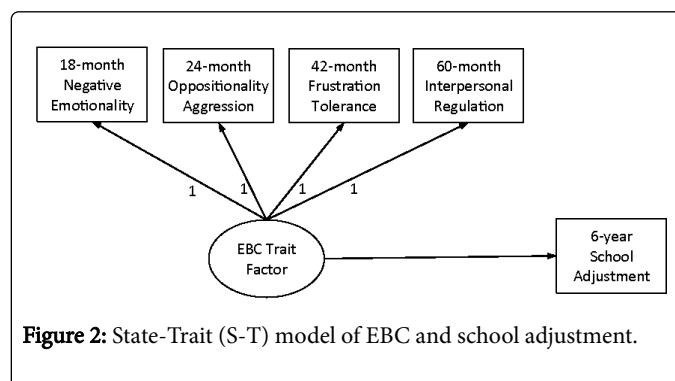 18-month
Negative
Emotionality
24-month
Oppositionality
Aggression
42-month
Frustration
Tolerance
60-month
Interpersonal
Regulation
1
1
1
1
EBC Trait
Factor
6-year
School
Adjustment
Figure 2: State-Trait (S-T) model of EBC and school adjustment.